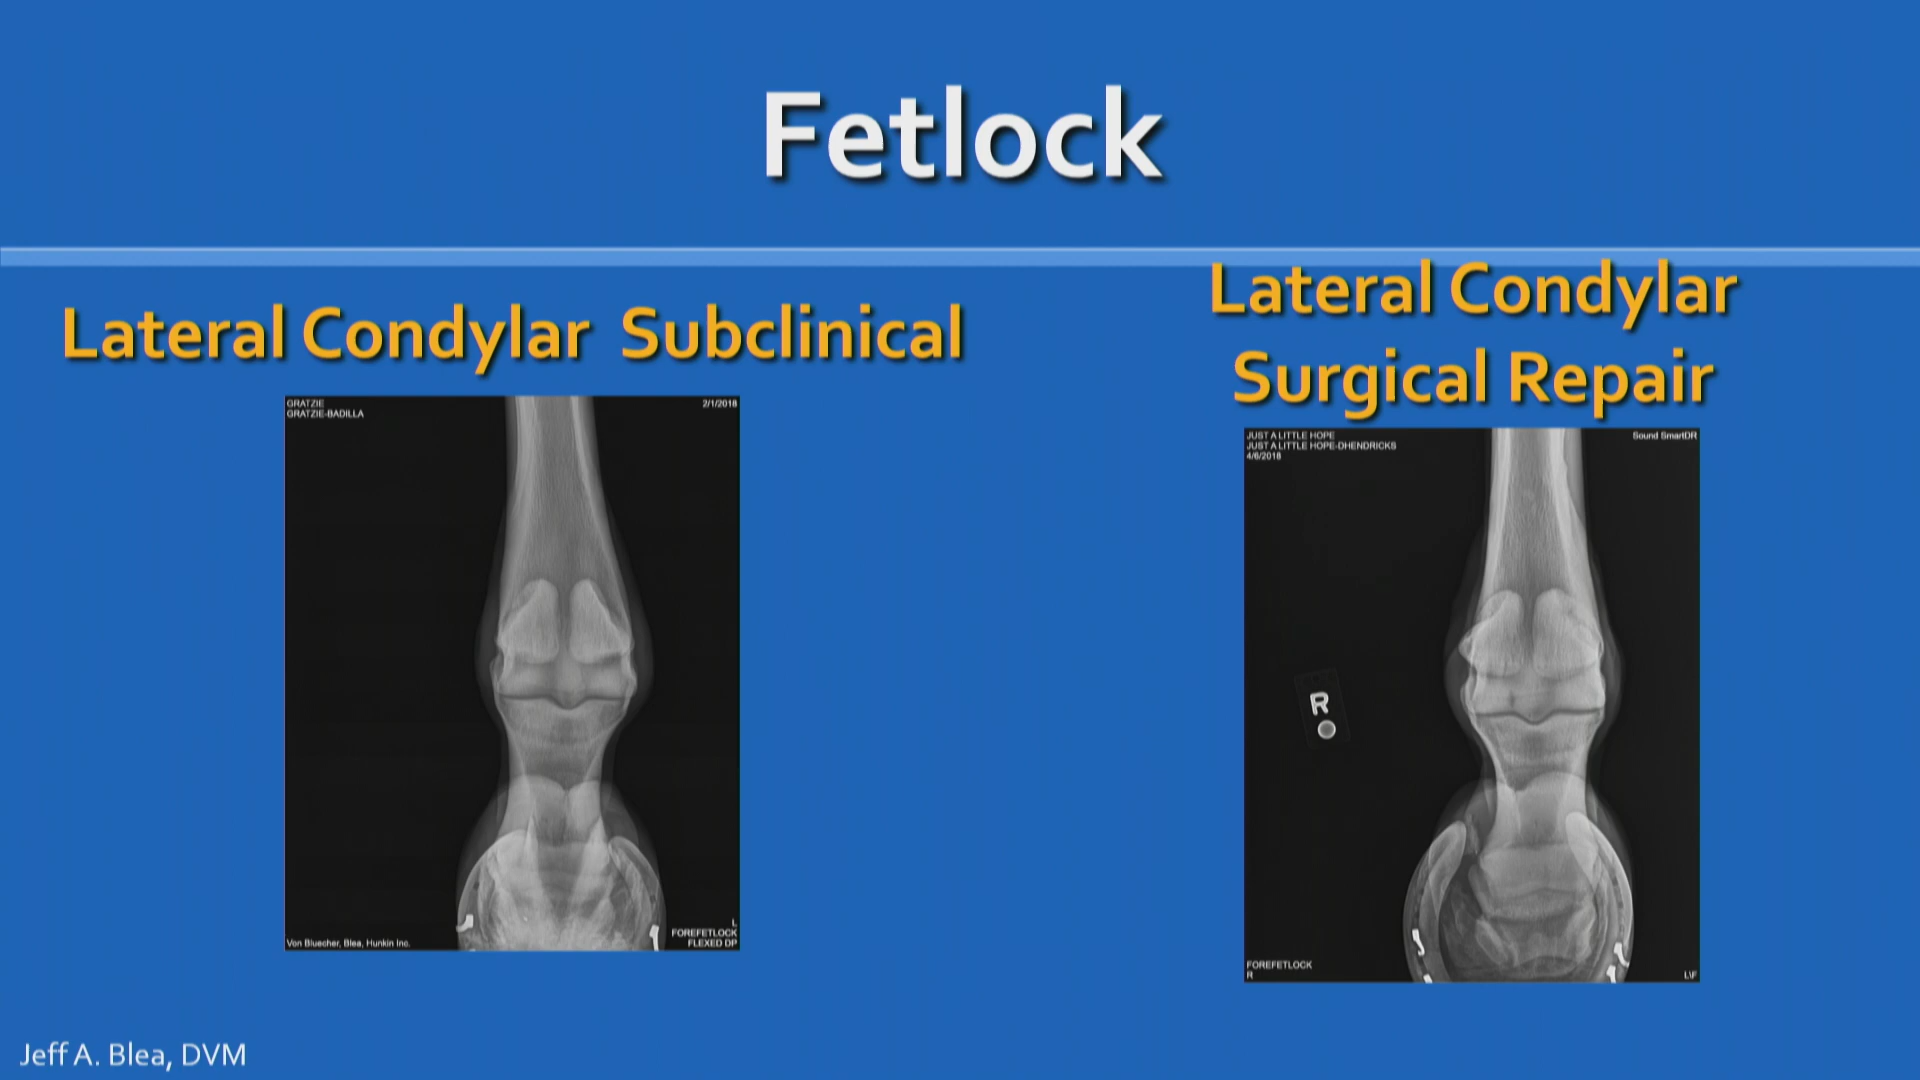 Fetlock
Lateral Condylar Subclinical
GRATZIE
GRATZIE-BADILLA
2/1/2018
Von Bluecher, Blea, Hunkin Inc.
L
FOREFETLOCK
FLEXED DP
Lateral Condylar
Surgical Repair
JUST A LITTLE HOPE
JUST A LITTLE HOPE-DHENDRICKS
4/6/2018
Sound SmartDR
R
FOREFETLOCK
R
Jeff A. Blea, DVM